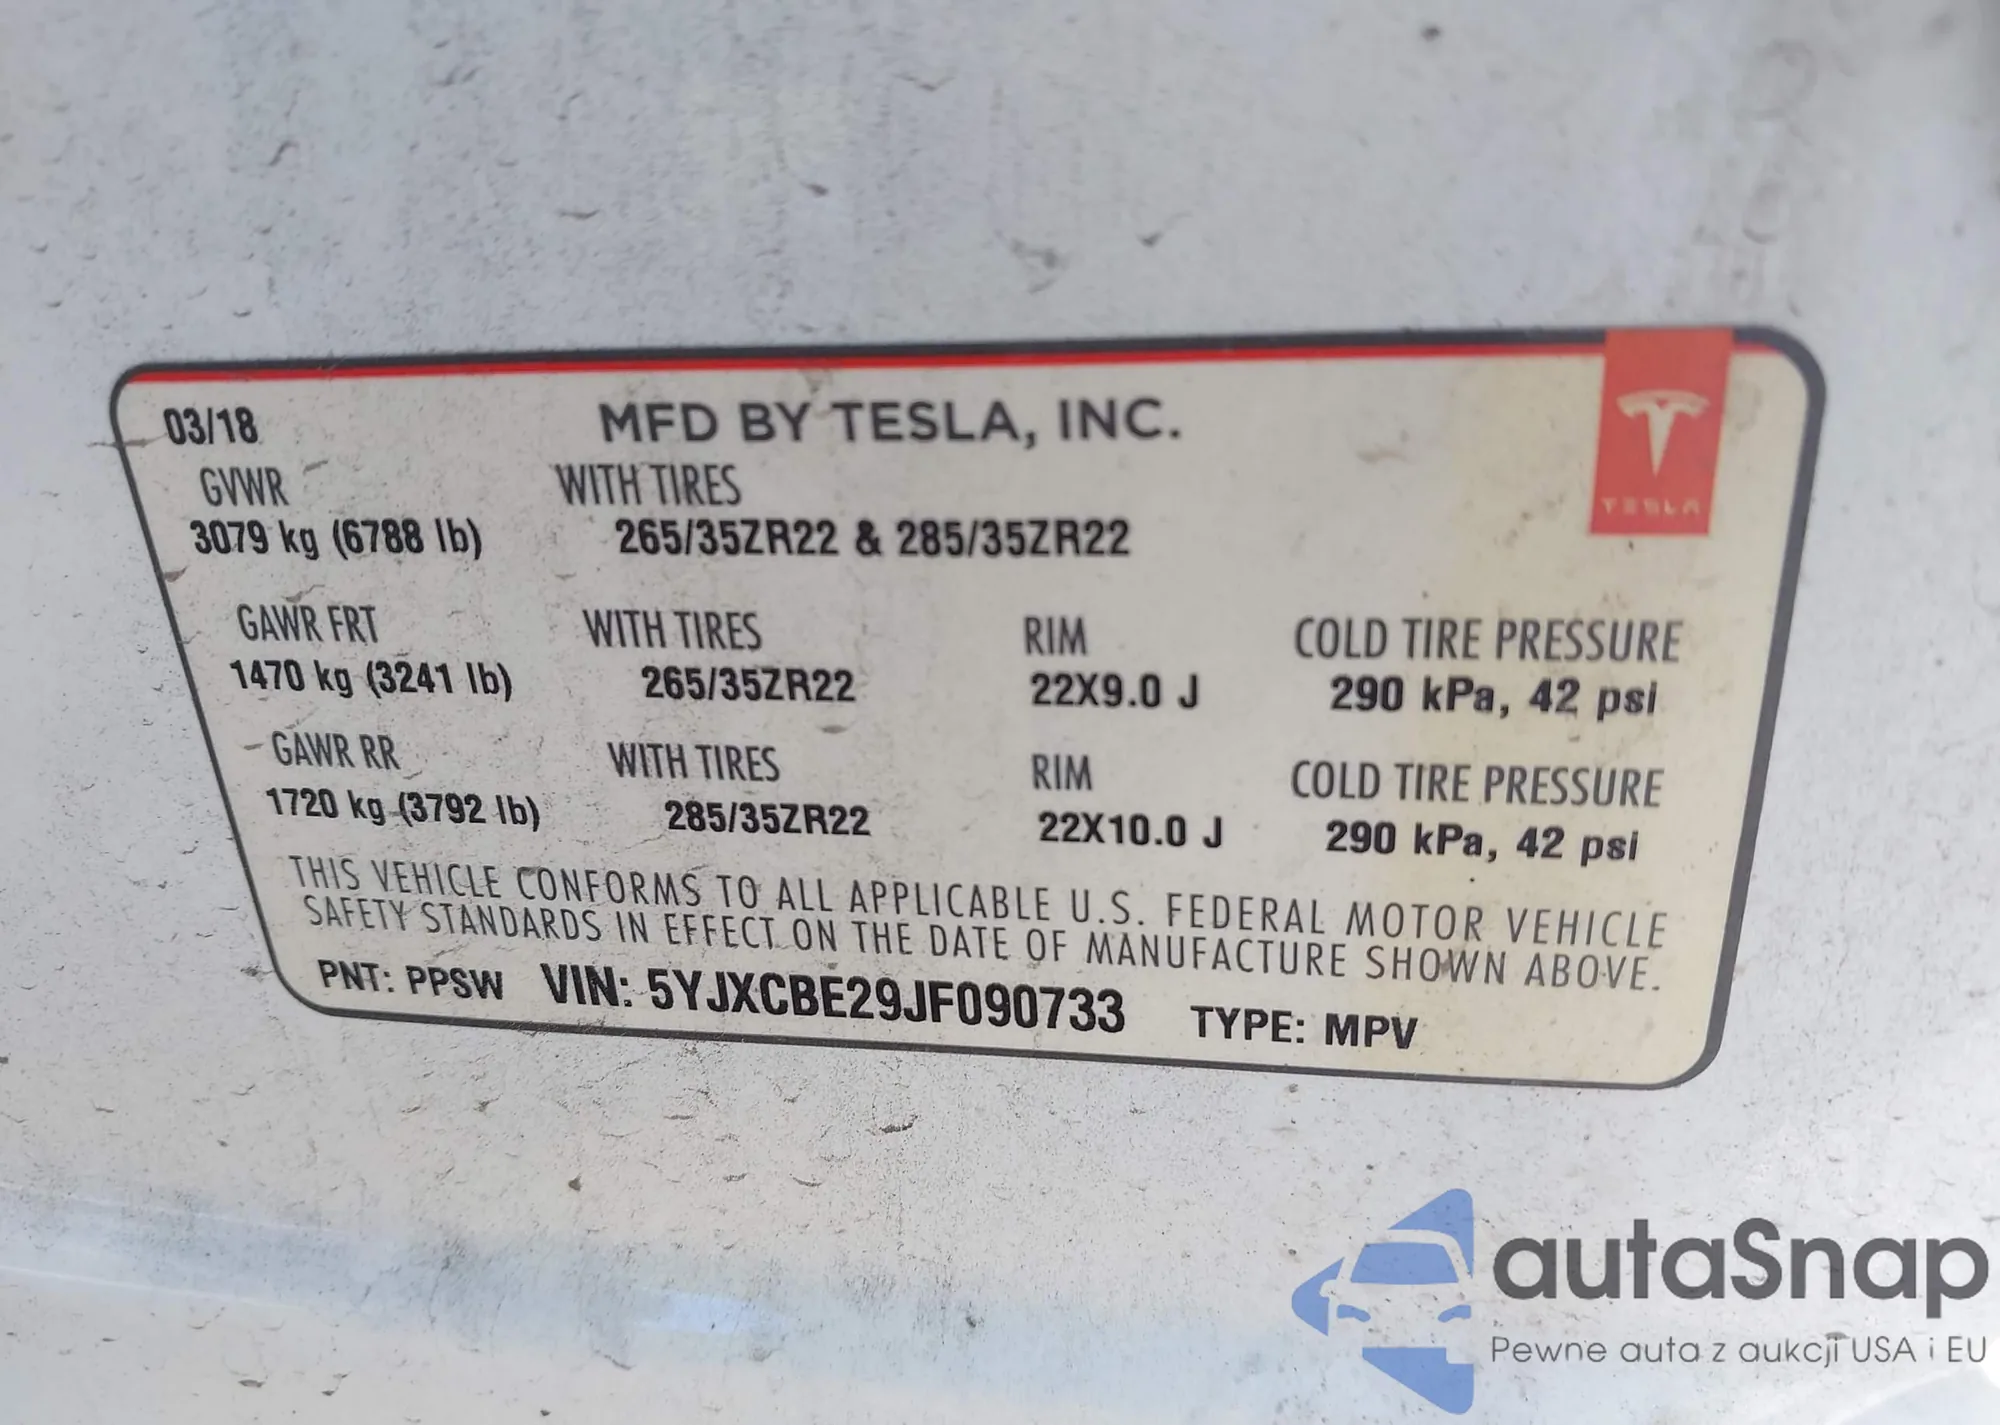 03/18 MFD BY TESLA, INC.
TESLA
GVWR WITH TIRES
3079 kg (6788 lb) 265/35ZR22 & 285/35ZR22
GAWR FRT WITH TIRES RIM COLD TIRE PRESSURE
1470 kg (3241 lb) 265/35ZR22 22X9.0 J 290 kPa, 42 psi
GAWR RR WITH TIRES RIM COLD TIRE PRESSURE
1720 kg (3792 lb) 285/35ZR22 22X10.0 J 290 kPa, 42 psi
THIS VEHICLE CONFORMS TO ALL APPLICABLE U.S. FEDERAL MOTOR VEHICLE
SAFETY STANDARDS IN EFFECT ON THE DATE OF MANUFACTURE SHOWN ABOVE.
PNT: PPSW VIN: 5YJXCBE29JF090733 TYPE: MPV
autaSnap
Pewne auta z aukcji USA i EU